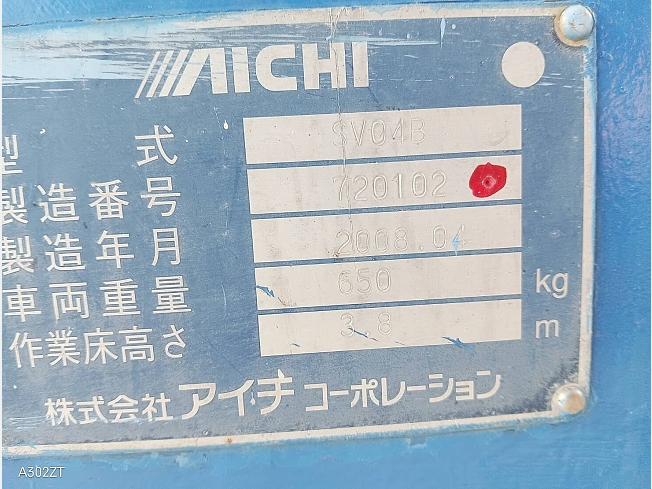 AICHI
型式 SV04B
製造番号 720102
製造年月 2008.04
車両重量 650 kg
作業床高さ 3.8 m
株式会社アイチコーポレーション
A302ZT